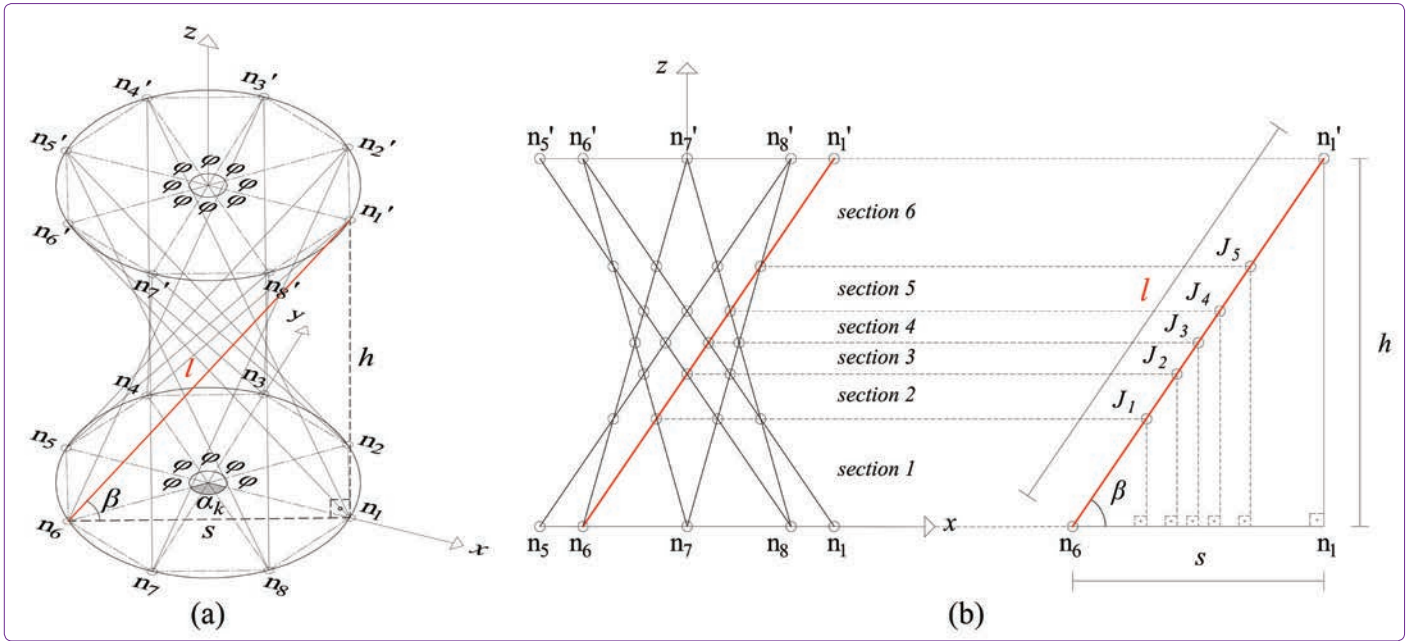 z
n4' n3'
n5' n2'
φ φ φ
φ φ
φ φ φ
n6' n1'
n7' n8'
y
l h
n4 n3
n5 n2
φ φ φ
φ φ
β αk
n6 s n1
x
n7 n8
(a)
z
n5' n6' n7' n8' n1' n1'
section 6
J5
section 5
l J4
section 4
J3 h
section 3
J2
section 2
J1
section 1
β
x
n5 n6 n7 n8 n1 n6 n1
s
(b)